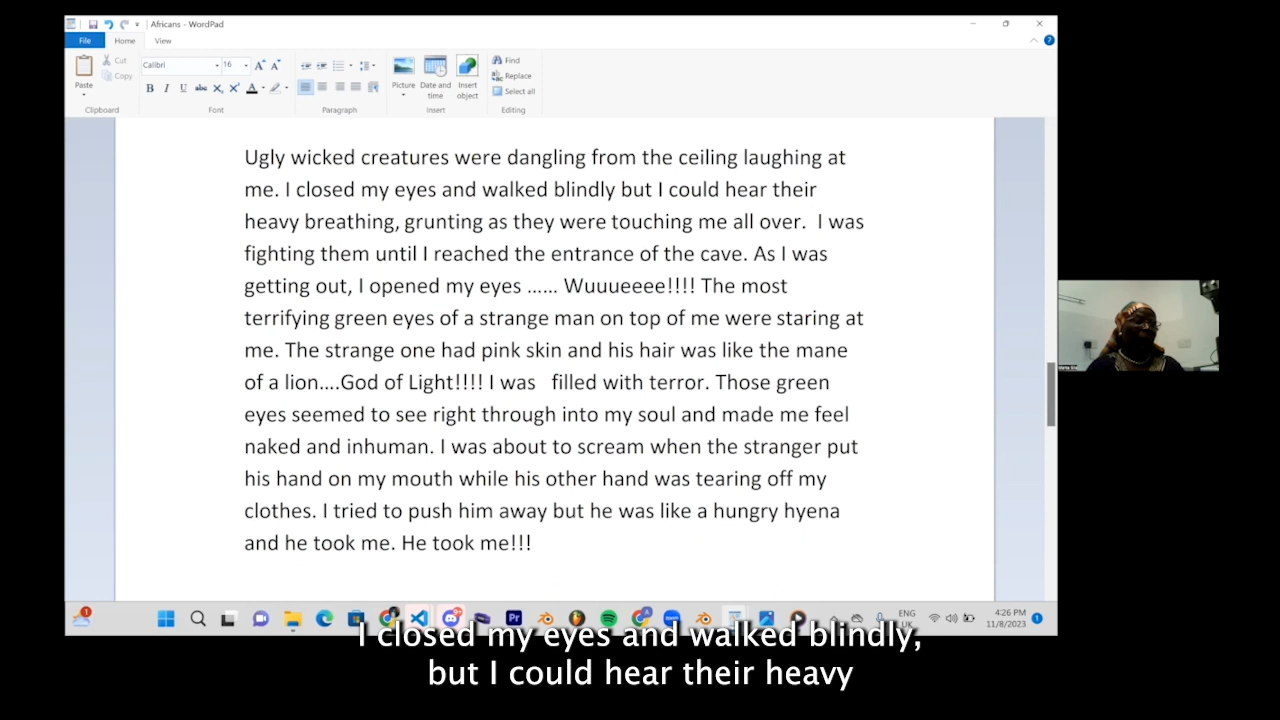 Africans - WordPad
File
Home
View
Paste
Cut
Copy
Clipboard
Calibri
16
B I U abc X₂ X² A
Font
Paragraph
Picture
Date and time
Insert object
Insert
Find
Replace
Select all
Editing
Ugly wicked creatures were dangling from the ceiling laughing at
me. I closed my eyes and walked blindly but I could hear their
heavy breathing, grunting as they were touching me all over.  I was
fighting them until I reached the entrance of the cave. As I was
getting out, I opened my eyes …… Wuuueeee!!!! The most
terrifying green eyes of a strange man on top of me were staring at
me. The strange one had pink skin and his hair was like the mane
of a lion….God of Light!!!! I was   filled with terror. Those green
eyes seemed to see right through into my soul and made me feel
naked and inhuman. I was about to scream when the stranger put
his hand on my mouth while his other hand was tearing off my
clothes. I tried to push him away but he was like a hungry hyena
and he took me. He took me!!!
1
9+
Pr
ENG
UK
4:26 PM
11/8/2023
1
I closed my eyes and walked blindly,
but I could hear their heavy